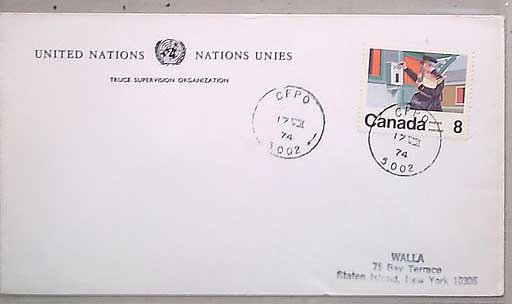 UNITED NATIONS NATIONS UNIES
TRUCE SUPERVISION ORGANIZATION
CFPO
17 VII
74
5002
Canada 8
CFPO
17 VII
74
5002
WALLA
75 Bay Terrace
Staten Island, New York 10306